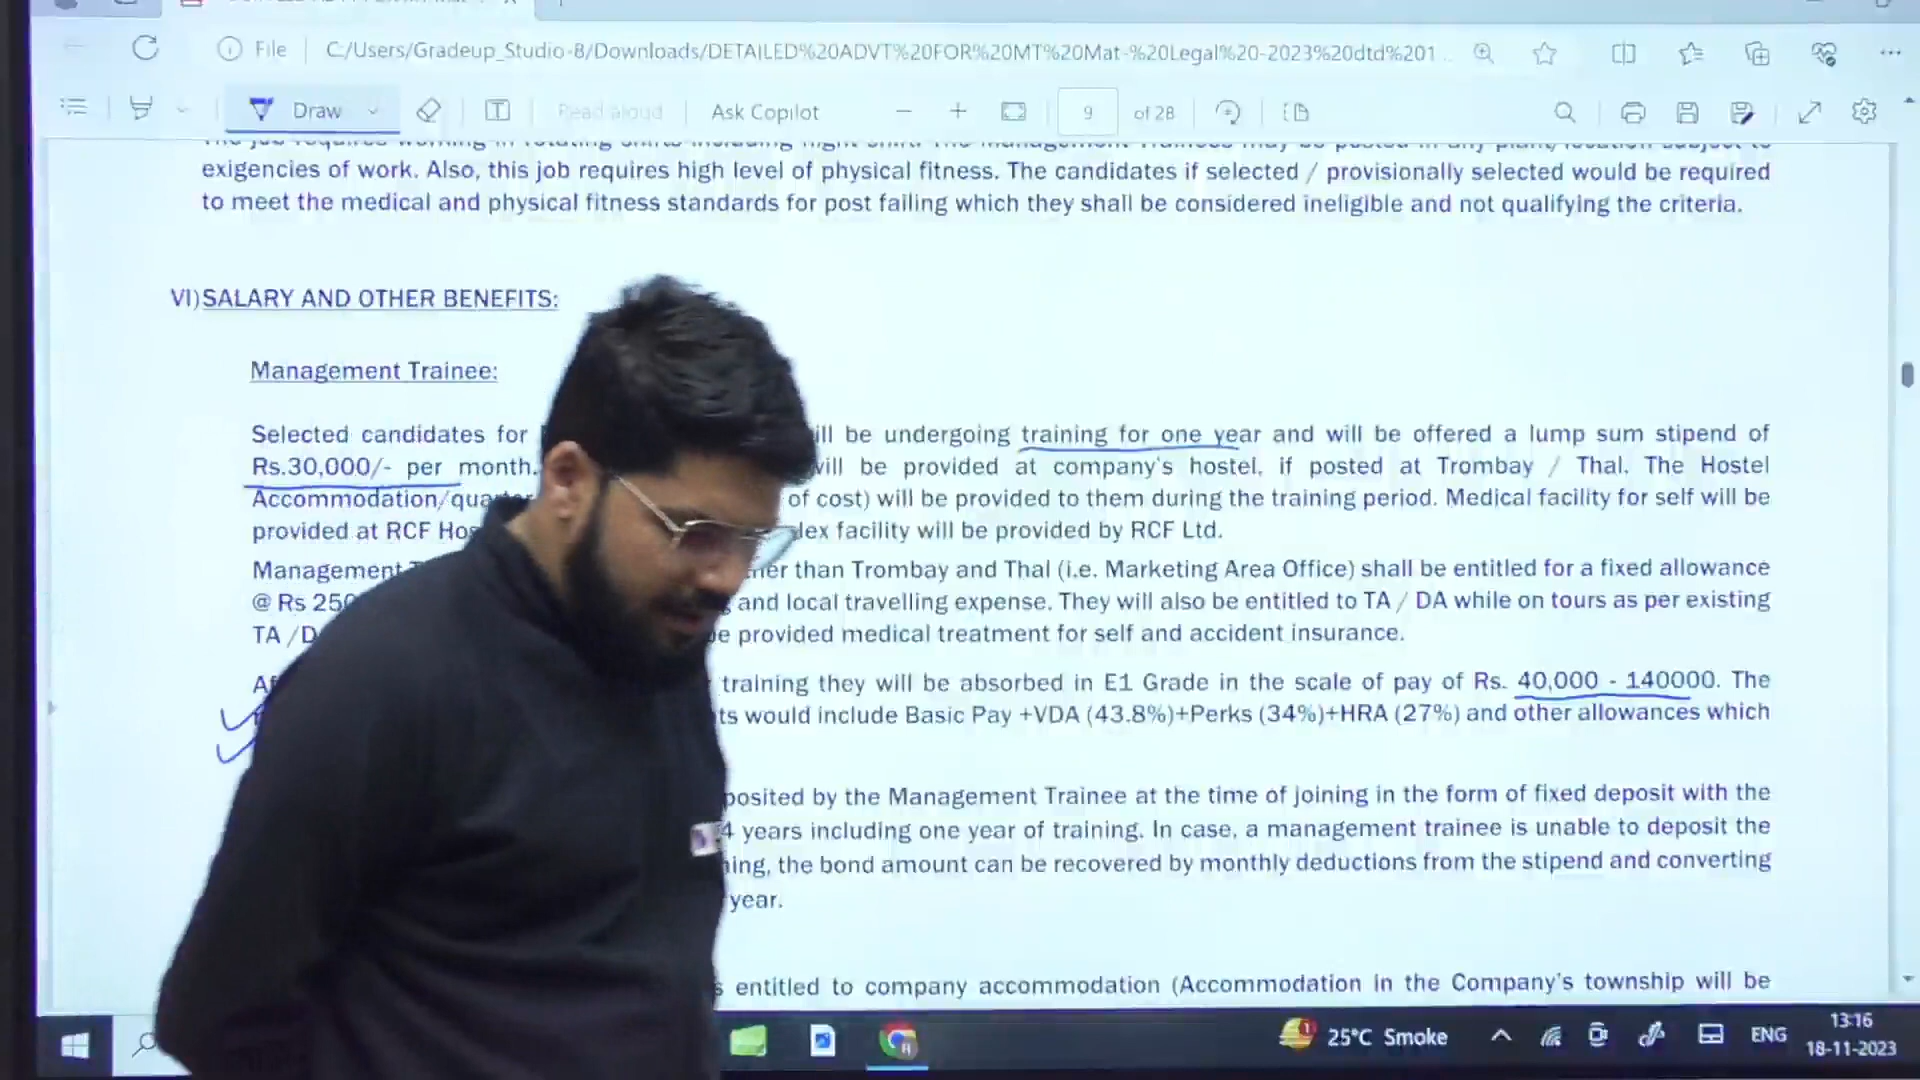 File C:/Users/Gradeup_Studio-8/Downloads/DETAILED%20ADVT%20FOR%20MT%20Mat-%20Legal%20-2023%20dtd%201...
Draw Read aloud Ask Copilot 9 of 28
exigencies of work. Also, this job requires high level of physical fitness. The candidates if selected / provisionally selected would be required
to meet the medical and physical fitness standards for post failing which they shall be considered ineligible and not qualifying the criteria.
VI) SALARY AND OTHER BENEFITS:
Management Trainee:
Selected candidates for ill be undergoing training for one year and will be offered a lump sum stipend of
Rs.30,000/- per month. will be provided at company's hostel, if posted at Trombay / Thal. The Hostel
Accommodation/quarter of cost) will be provided to them during the training period. Medical facility for self will be
provided at RCF Hos lex facility will be provided by RCF Ltd.
Management her than Trombay and Thal (i.e. Marketing Area Office) shall be entitled for a fixed allowance
@ Rs 250 and local travelling expense. They will also be entitled to TA / DA while on tours as per existing
TA /D be provided medical treatment for self and accident insurance.
Af training they will be absorbed in E1 Grade in the scale of pay of Rs. 40,000 - 140000. The
ts would include Basic Pay +VDA (43.8%)+Perks (34%)+HRA (27%) and other allowances which
posited by the Management Trainee at the time of joining in the form of fixed deposit with the
4 years including one year of training. In case, a management trainee is unable to deposit the
ning, the bond amount can be recovered by monthly deductions from the stipend and converting
year.
s entitled to company accommodation (Accommodation in the Company's township will be
25°C Smoke ENG 13:16
18-11-2023